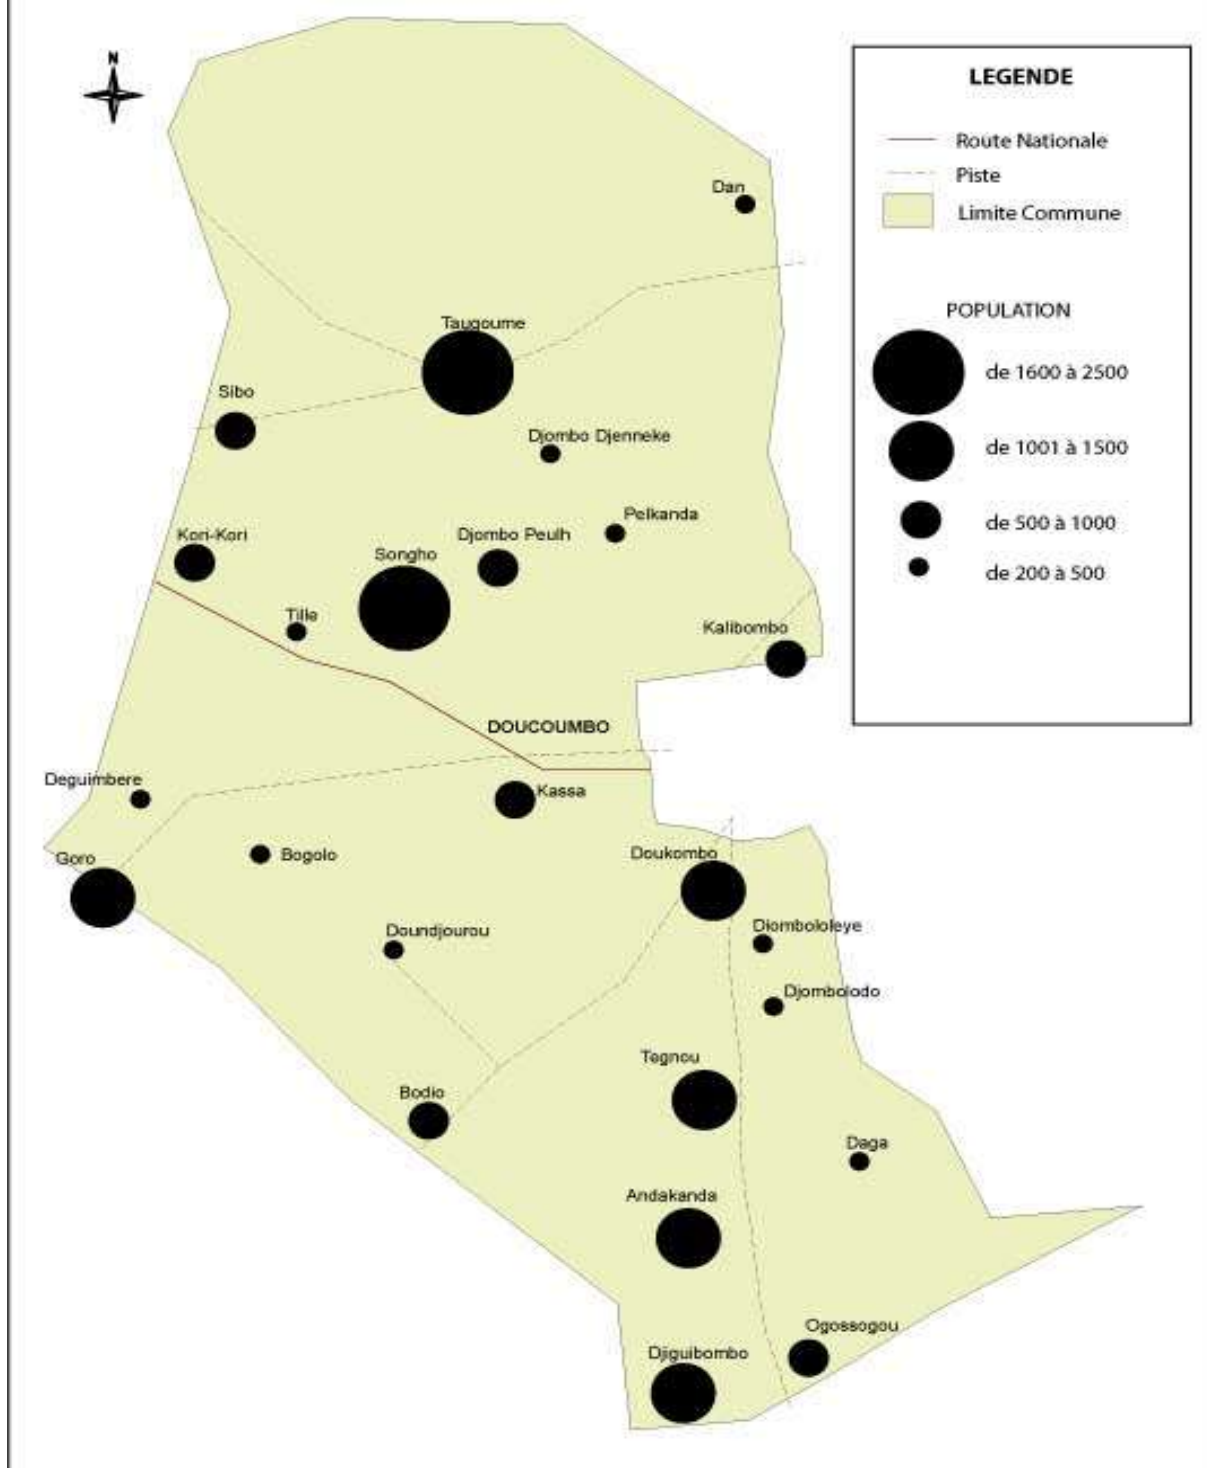 N
LEGENDE
Route Nationale
Piste
Limite Commune
POPULATION
de 1600 à 2500
de 1001 à 1500
de 500 à 1000
de 200 à 500
Dan
Taugoume
Sibo
Djombo Djenneke
Pelkanda
Kori-Kori
Djombo Peulh
Songho
Tille
Kalibombo
DOUCOUMBO
Deguimbere
Kassa
Goro
Bogolo
Doukombo
Diombololeye
Doundjourou
Djombolodo
Tegnou
Bodio
Daga
Andakanda
Ogossogou
Djiguibombo